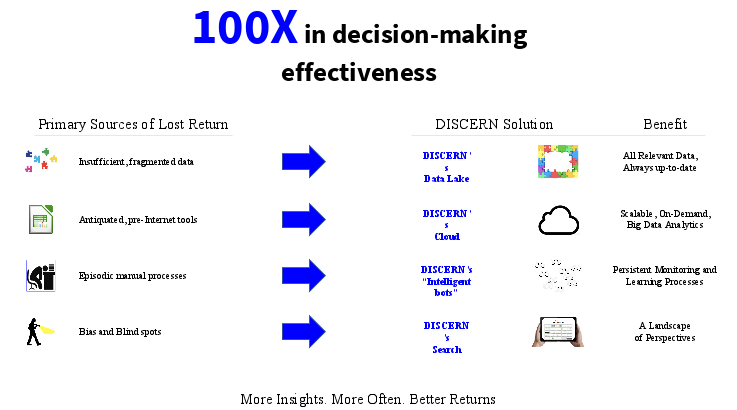 100X in decision-making
effectiveness
Primary Sources of Lost Return
DISCERN Solution
Benefit
Insufficient, fragmented data
DISCERN '
s
Data Lake
All Relevant Data,
Always up-to-date
Antiquated, pre-Internet tools
DISCERN '
s
Cloud
Scalable, On-Demand,
Big Data Analytics
Episodic manual processes
DISCERN 's
"Intelligent
bots"
Persistent Monitoring and
Learning Processes
Bias and Blind spots
DISCERN
's
Search
A Landscape
of Perspectives
More Insights. More Often. Better Returns